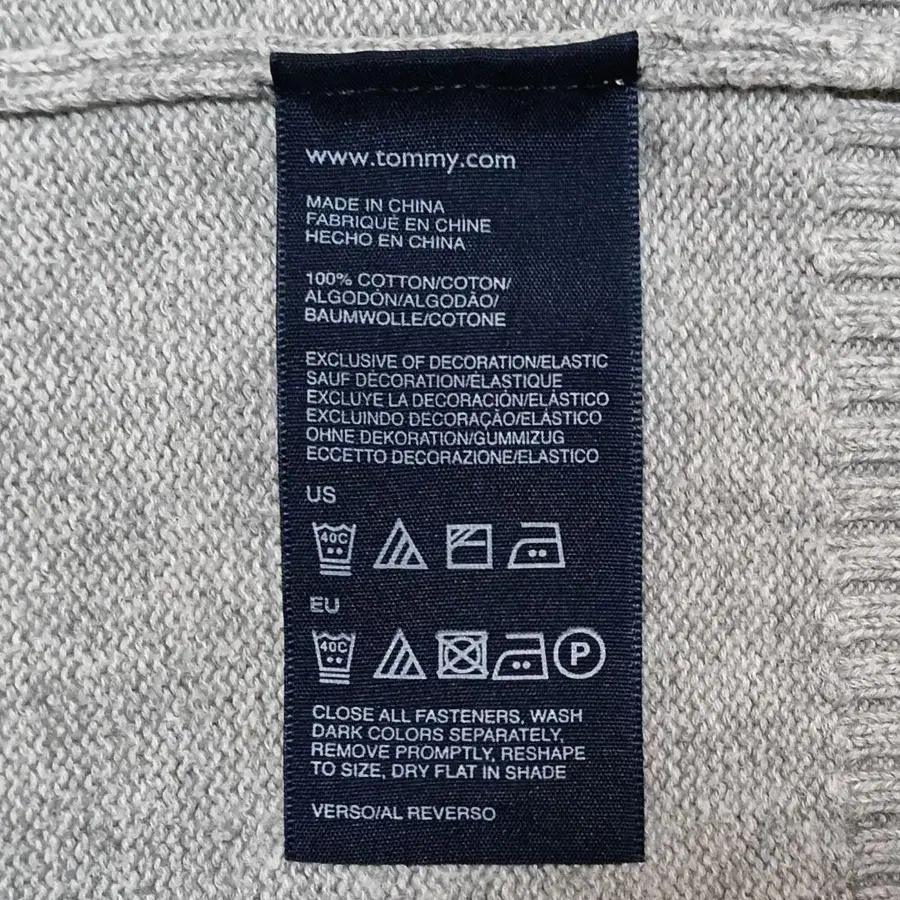 www.tommy.com
MADE IN CHINA
FABRIQUÉ EN CHINE
HECHO EN CHINA
100% COTTON/COTON/
ALGODÓN/ALGODÃO/
BAUMWOLLE/COTONE
EXCLUSIVE OF DECORATION/ELASTIC
SAUF DÉCORATION/ÉLASTIQUE
EXCLUYE LA DECORACIÓN/ELÁSTICO
EXCLUINDO DECORAÇÃO/ELÁSTICO
OHNE DEKORATION/GUMMIZUG
ECCETTO DECORAZIONE/ELASTICO
US
40C
EU
40C P
CLOSE ALL FASTENERS, WASH
DARK COLORS SEPARATELY,
REMOVE PROMPTLY, RESHAPE
TO SIZE, DRY FLAT IN SHADE
VERSO/AL REVERSO